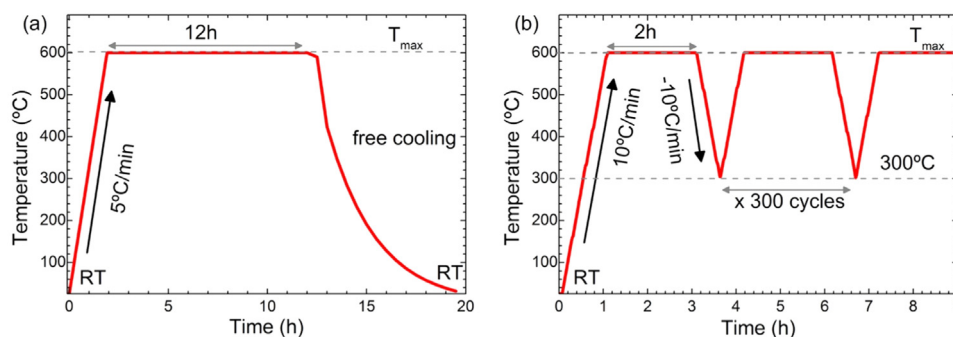 (a)
12h
T max
600
500
400
300
200
100
Temperature (ºC)
5ºC/min
free cooling
RT
RT
0 5 10 15 20
Time (h)
(b)
2h
T max
600
500
400
300
200
100
Temperature (ºC)
10ºC/min
-10ºC/min
300ºC
x 300 cycles
RT
0 1 2 3 4 5 6 7 8
Time (h)